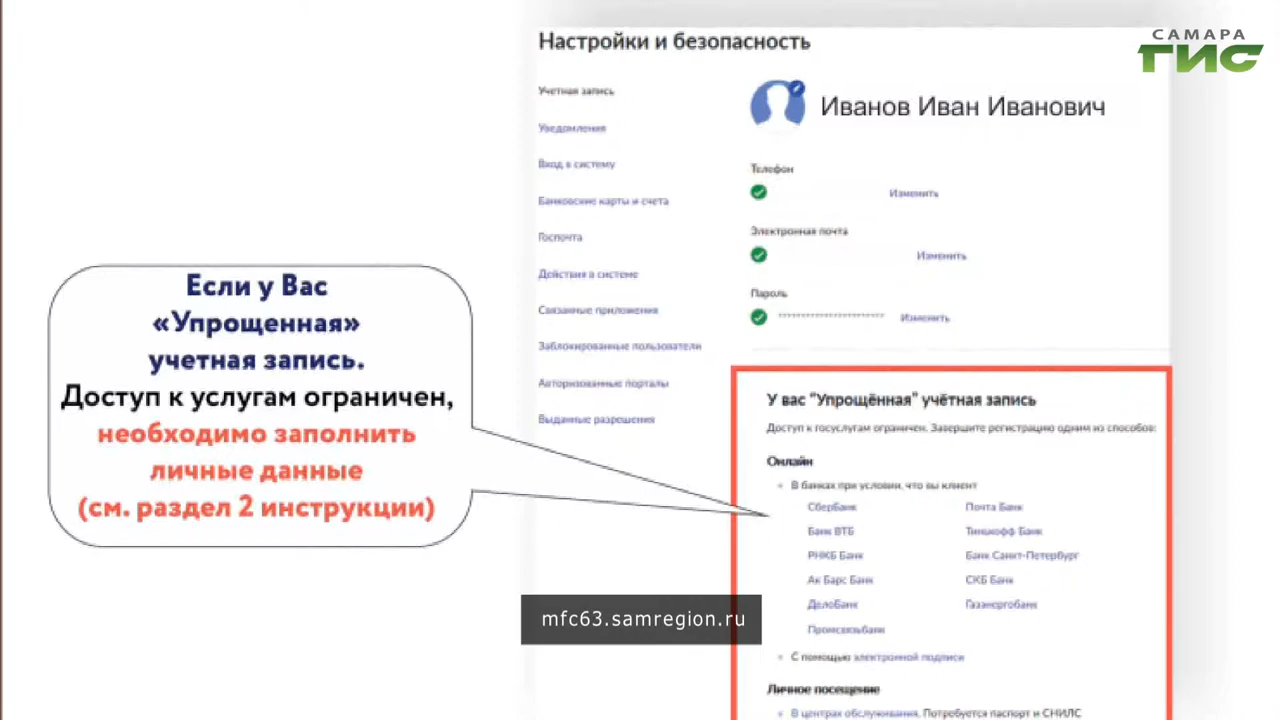 САМАРА
ГИС
Настройки и безопасность
Учетная запись
Уведомления
Вход в систему
Банковские карты и счета
Госпочта
Действия в системе
Связанные приложения
Заблокированные пользователи
Авторизованные порталы
Выданные разрешения
Иванов Иван Иванович
Телефон
Изменить
Электронная почта
Изменить
Пароль
Изменить
Если у Вас
«Упрощенная»
учетная запись.
Доступ к услугам ограничен,
необходимо заполнить
личные данные
(см. раздел 2 инструкции)
У вас "Упрощённая" учётная запись
Доступ к госуслугам ограничен. Завершите регистрацию одним из способов:
Онлайн
В банках при условии, что вы клиент
СберБанк Почта Банк
Банк ВТБ Тинькофф Банк
РНКБ Банк Банк Санкт-Петербург
Ак Барс Банк СКБ Банк
ДелоБанк Газэнергобанк
Промсвязьбанк
С помощью электронной подписи
Личное посещение
В центрах обслуживания. Потребуется паспорт и СНИЛС
mfc63.samregion.ru